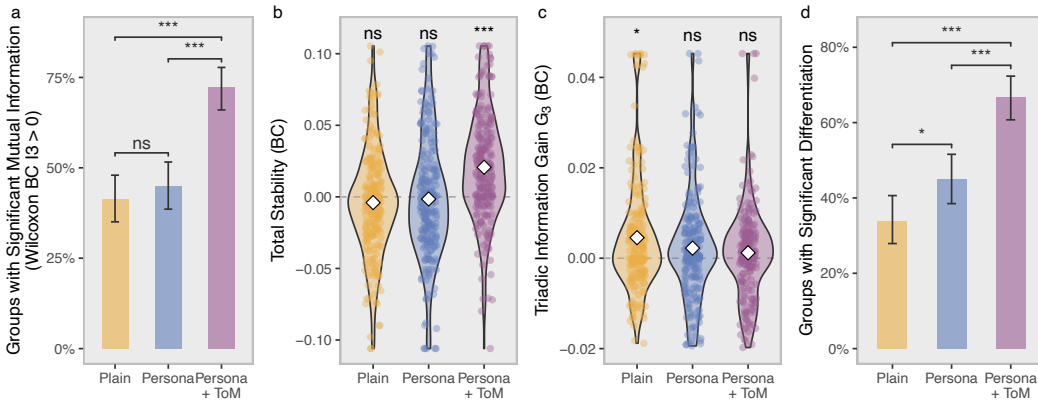 a
Groups with Significant Mutual Information
(Wilcoxon BC I3 > 0)
75%
50%
25%
0%
***
***
ns
Plain
Persona
Persona
+ ToM
b
Total Stability (BC)
0.10
0.05
0.00
−0.05
−0.10
ns
ns
***
Plain
Persona
Persona
+ ToM
c
Triadic Information Gain G₃ (BC)
0.04
0.02
0.00
−0.02
*
ns
ns
Plain
Persona
Persona
+ ToM
d
Groups with Significant Differentiation
80%
60%
40%
20%
0%
***
***
*
Plain
Persona
Persona
+ ToM